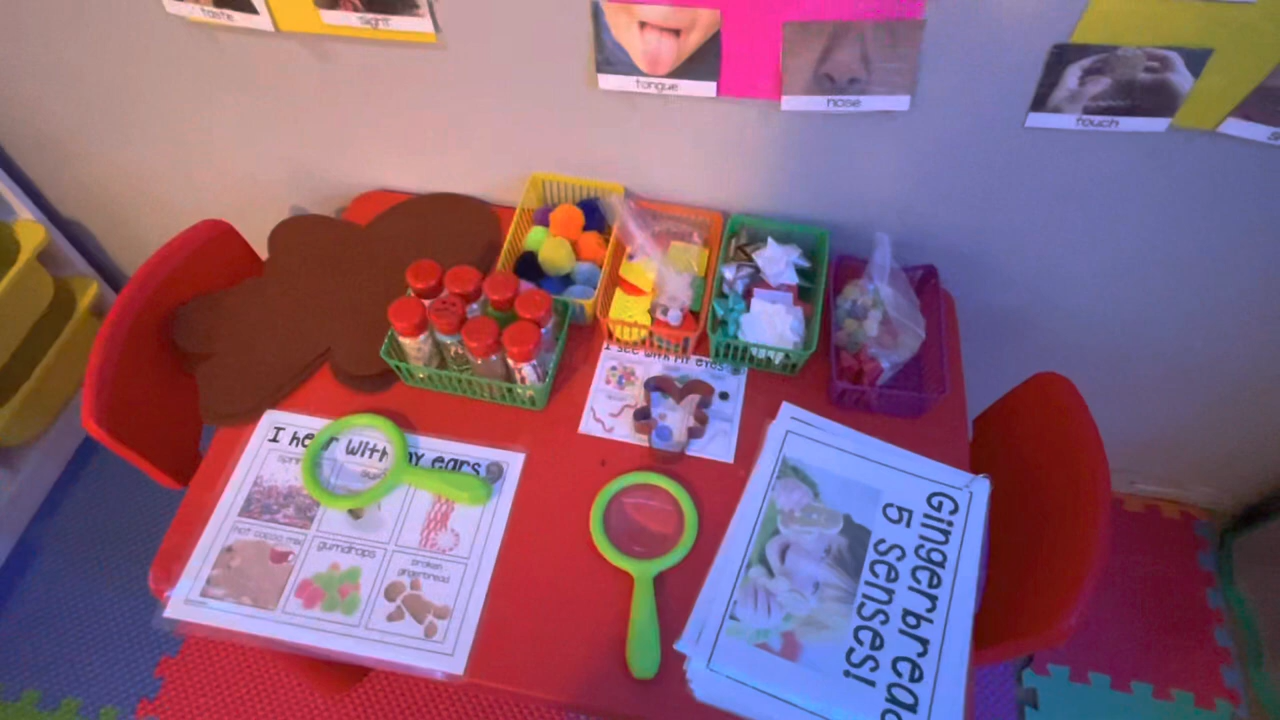 taste
sight
tongue
nose
touch
I see with my eyes
I hear with my ears
hot cocoa mix
gumdrops
broken
gingerbread
Gingerbread
5 Senses!